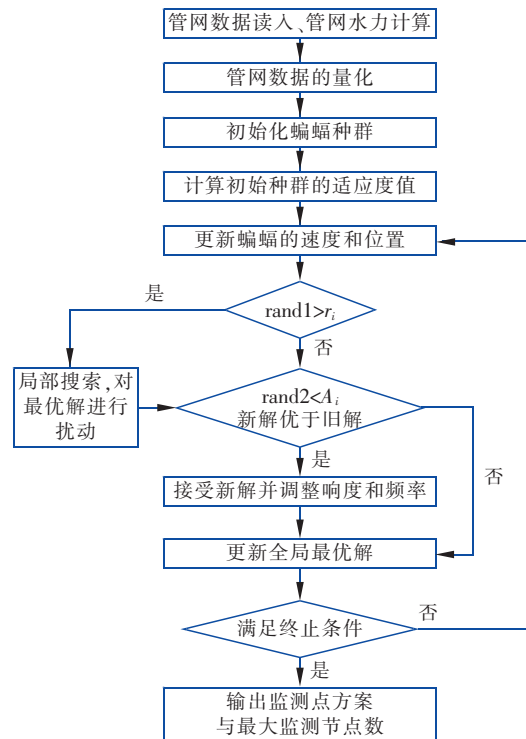 管网数据读入、管网水力计算
管网数据的量化
初始化蝙蝠种群
计算初始种群的适应度值
更新蝙蝠的速度和位置
是
rand1>rᵢ
否
局部搜索,对
最优解进行
扰动
rand2<Aᵢ
新解优于旧解
是
否
接受新解并调整响度和频率
更新全局最优解
满足终止条件
否
是
输出监测点方案
与最大监测节点数